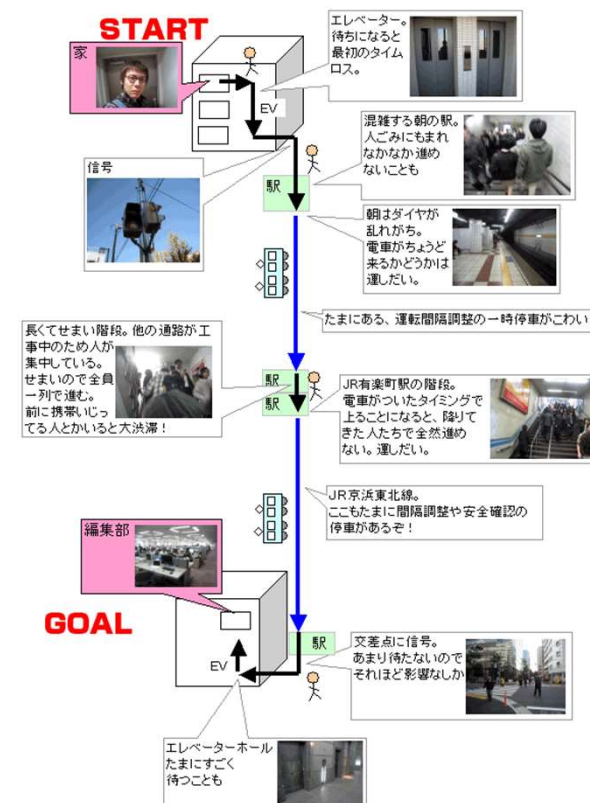 START
家
エレベーター。
待ちになると
最初のタイム
ロス。
EV
混雑する朝の駅。
人ごみにもまれ
なかなか進め
ないことも
信号
駅
朝はダイヤが
乱れがち。
電車がちょうど
来るかどうかは
運しだい。
たまにある、運転間隔調整の一時停車がこわい
長くてせまい階段。他の通路が工
事中のため人が
集中している。
せまいので全員
一列で進む。
前に携帯いじっ
てる人とかいると大渋滞！
駅
駅
JR有楽町駅の階段。
電車がついたタイミングで
上ることになると、降りて
きた人たちで全然進め
ない。運しだい。
JR京浜東北線。
ここもたまに間隔調整や安全確認の
停車があるぞ！
編集部
GOAL
駅
EV
交差点に信号。
あまり待たないので
それほど影響なしか
エレベーターホール
たまにすごく
待つことも